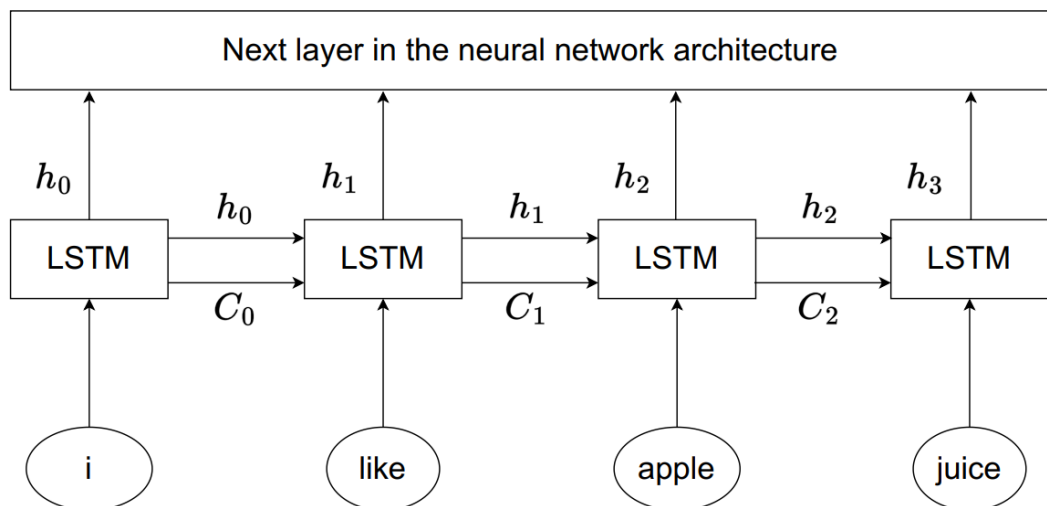 Next layer in the neural network architecture
h₀ h₁ h₂ h₃
h₀ h₁ h₂
LSTM LSTM LSTM LSTM
C₀ C₁ C₂
i like apple juice